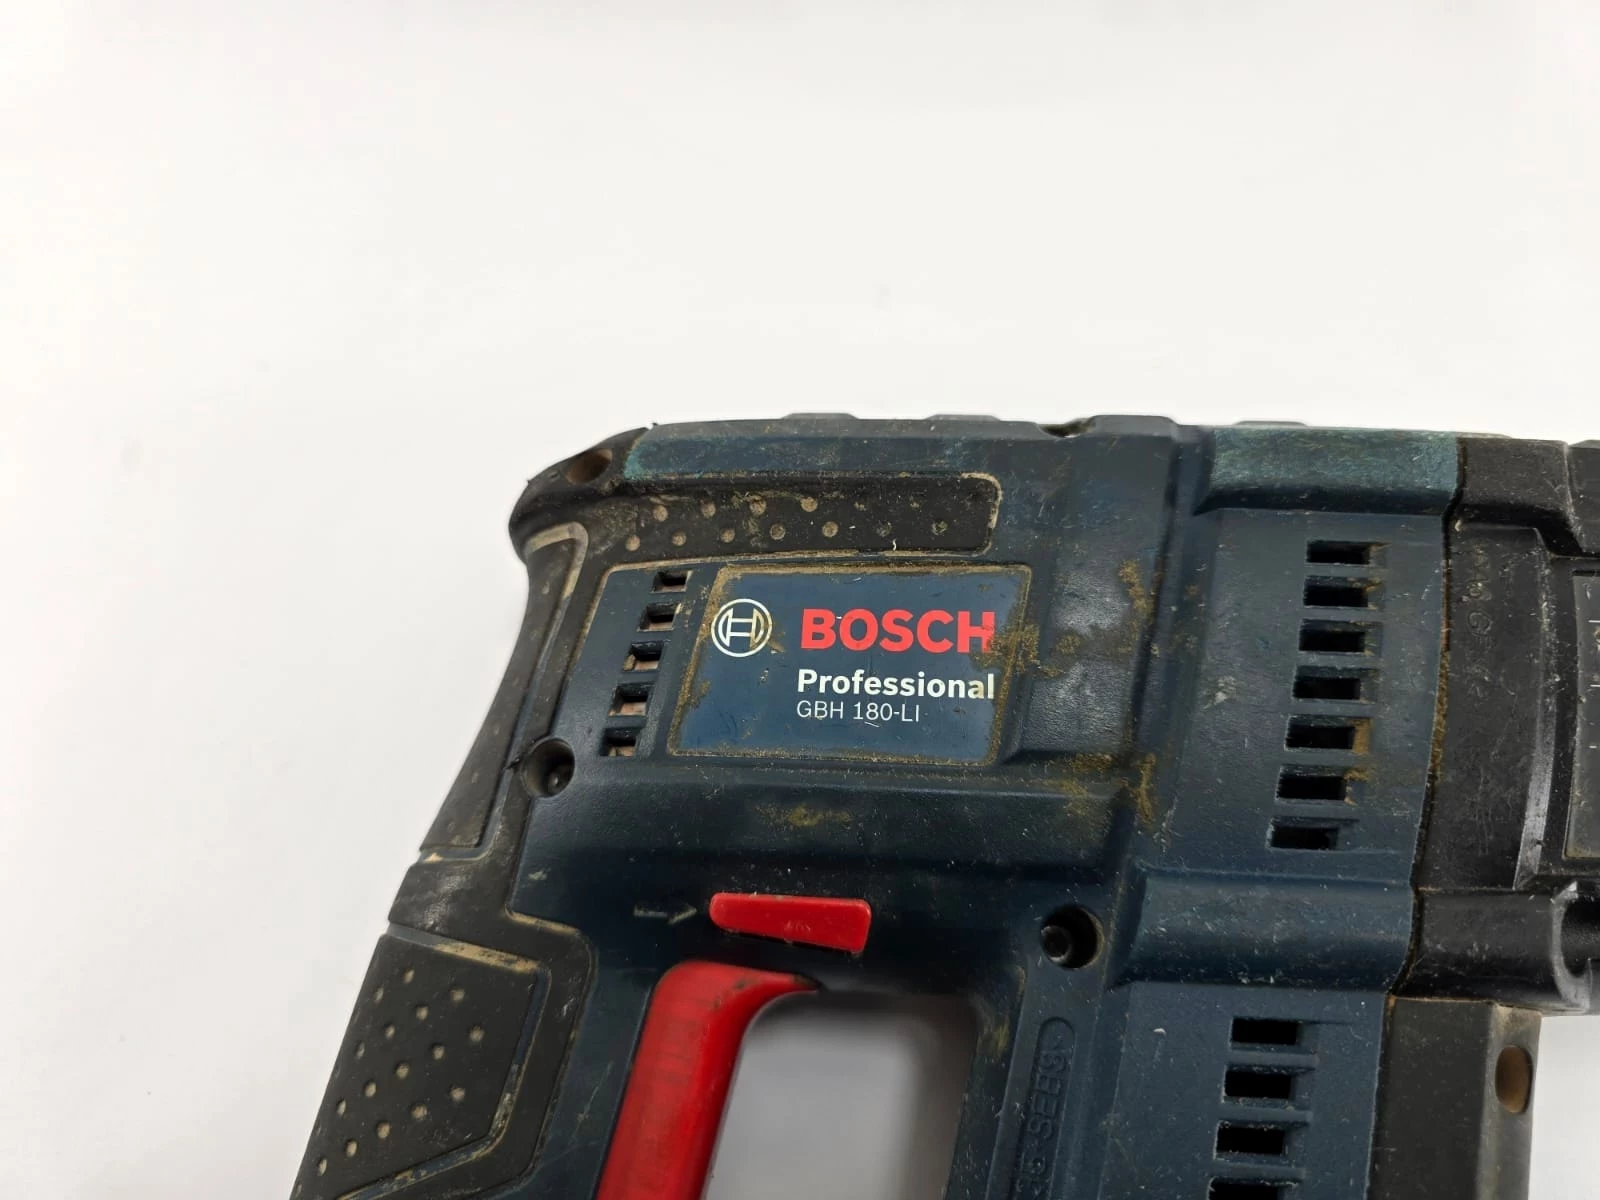 BOSCH
Professional
GBH 180-LI